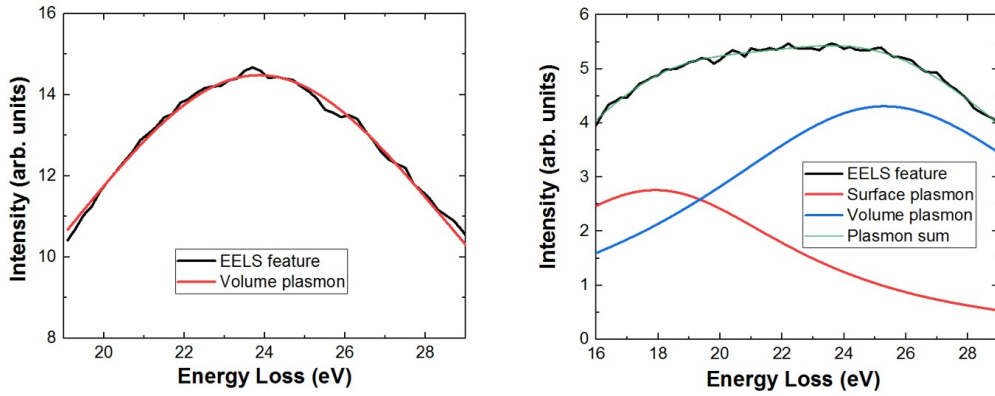 Intensity (arb. units)
16
14
12
10
8
20
22
24
26
28
Energy Loss (eV)
EELS feature
Volume plasmon
Intensity (arb. units)
6
5
4
3
2
1
0
16
18
20
22
24
26
28
Energy Loss (eV)
EELS feature
Surface plasmon
Volume plasmon
Plasmon sum